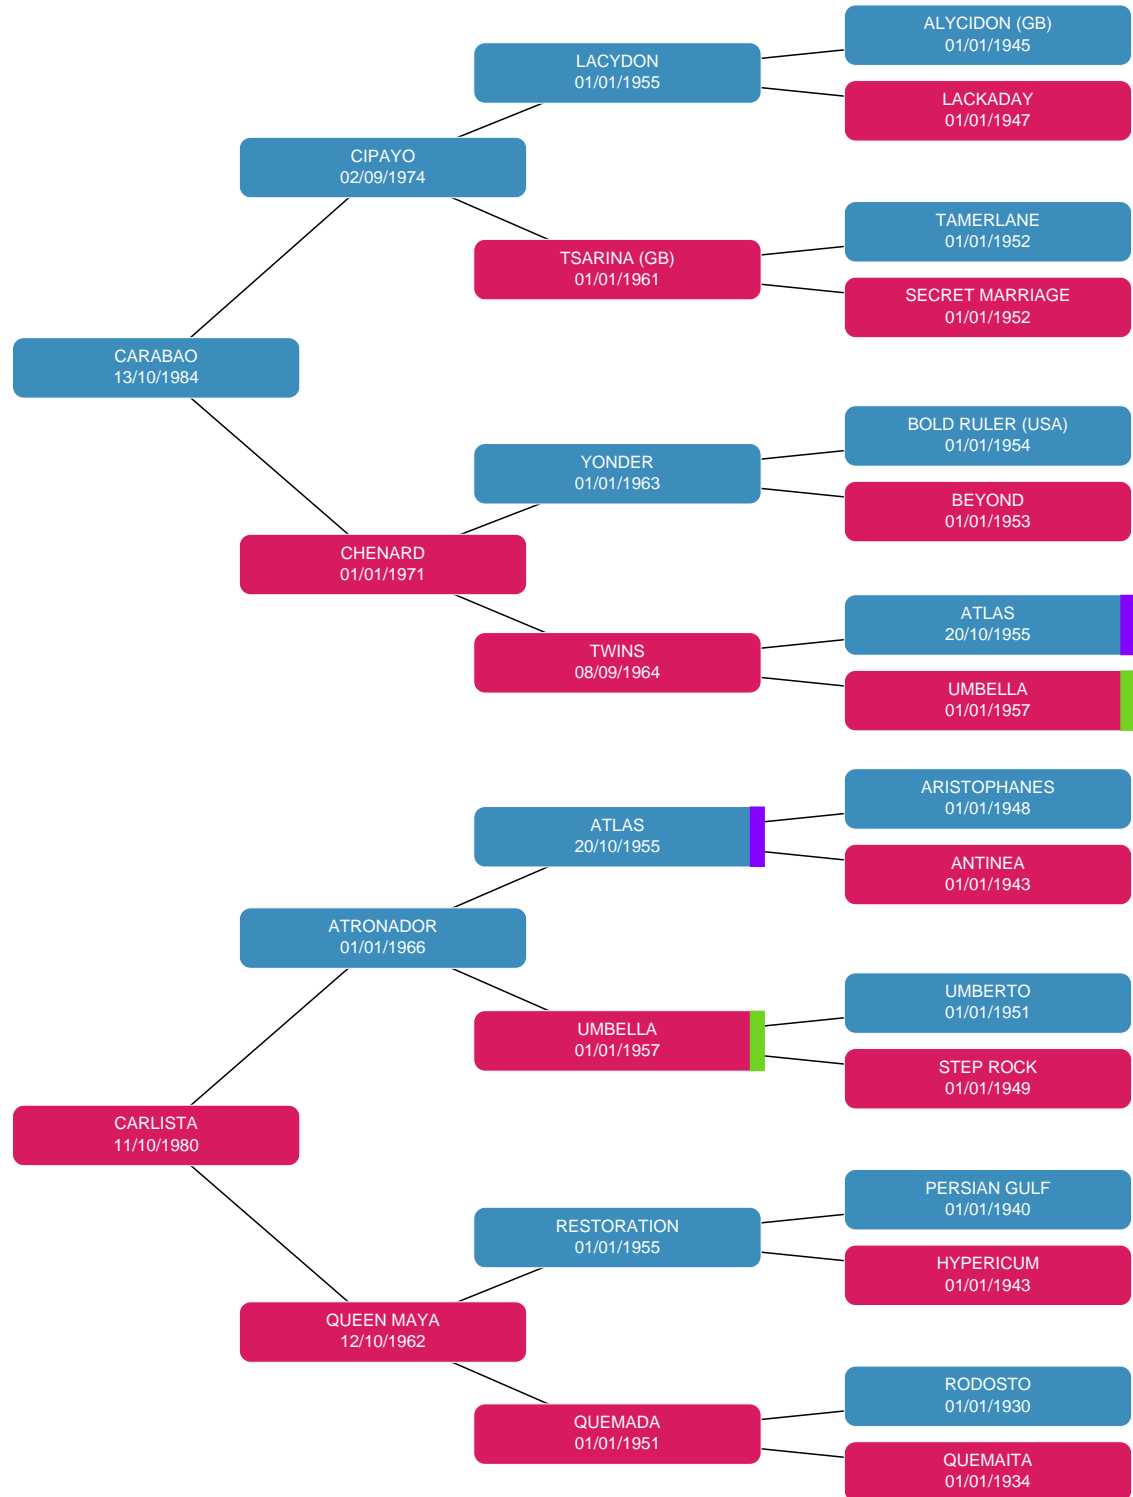 ALYCIDON (GB)
01/01/1945
LACYDON
01/01/1955
LACKADAY
01/01/1947
CIPAYO
02/09/1974
TAMERLANE
01/01/1952
TSARINA (GB)
01/01/1961
SECRET MARRIAGE
01/01/1952
CARABAO
13/10/1984
BOLD RULER (USA)
01/01/1954
YONDER
01/01/1963
BEYOND
01/01/1953
CHENARD
01/01/1971
ATLAS
20/10/1955
TWINS
08/09/1964
UMBELLA
01/01/1957
ARISTOPHANES
01/01/1948
ATLAS
20/10/1955
ANTINEA
01/01/1943
ATRONADOR
01/01/1966
UMBERTO
01/01/1951
UMBELLA
01/01/1957
STEP ROCK
01/01/1949
CARLISTA
11/10/1980
PERSIAN GULF
01/01/1940
RESTORATION
01/01/1955
HYPERICUM
01/01/1943
QUEEN MAYA
12/10/1962
RODOSTO
01/01/1930
QUEMADA
01/01/1951
QUEMAITA
01/01/1934